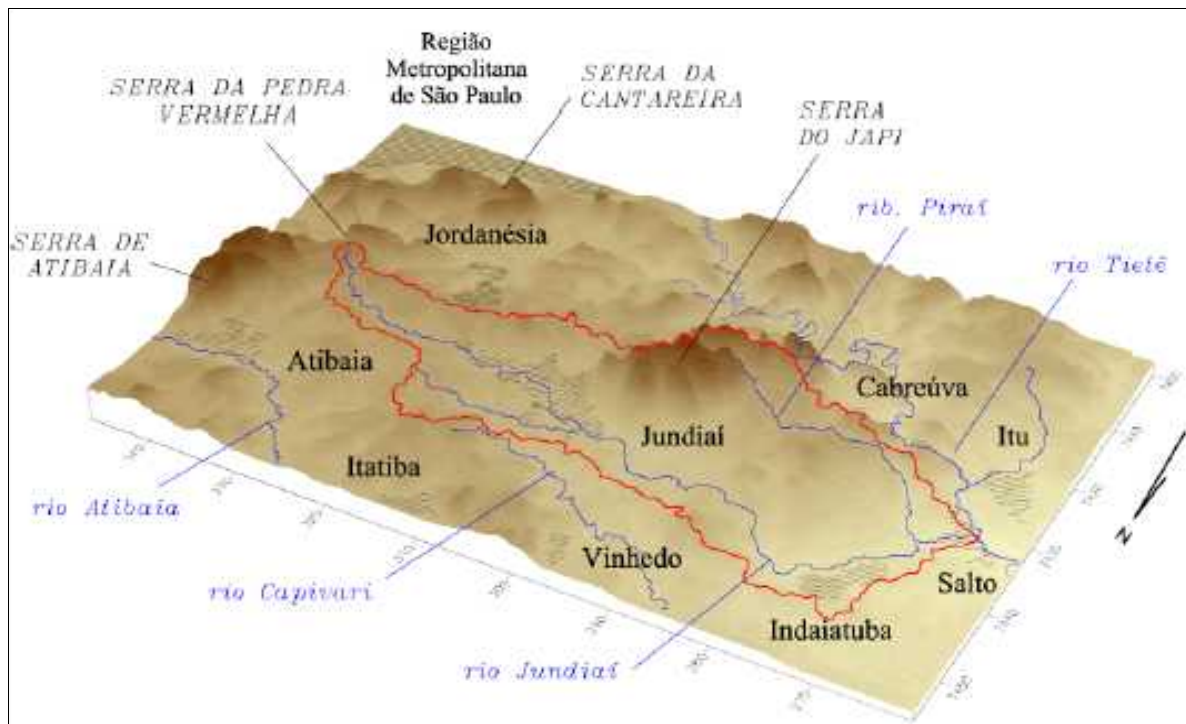 Região
Metropolitana
de São Paulo
SERRA DA PEDRA
VERMELHA
SERRA DA
CANTAREIRA
SERRA
DO JAPI
SERRA DE
ATIBAIA
Jordanésia
rib. Piraí
rio Tietê
Atibaia
Cabreúva
Jundiaí
Itu
Itatiba
rio Atibaia
Vinhedo
rio Capivari
Salto
Indaiatuba
rio Jundiaí
N